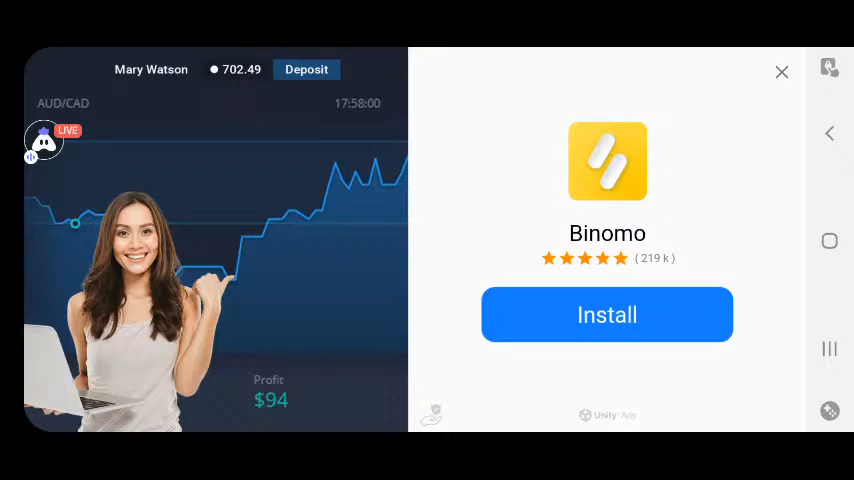 Mary Watson 702.49 Deposit
AUD/CAD 17:58:00
LIVE
Profit
$94
Binomo
(219 k)
Install
Unity Ads